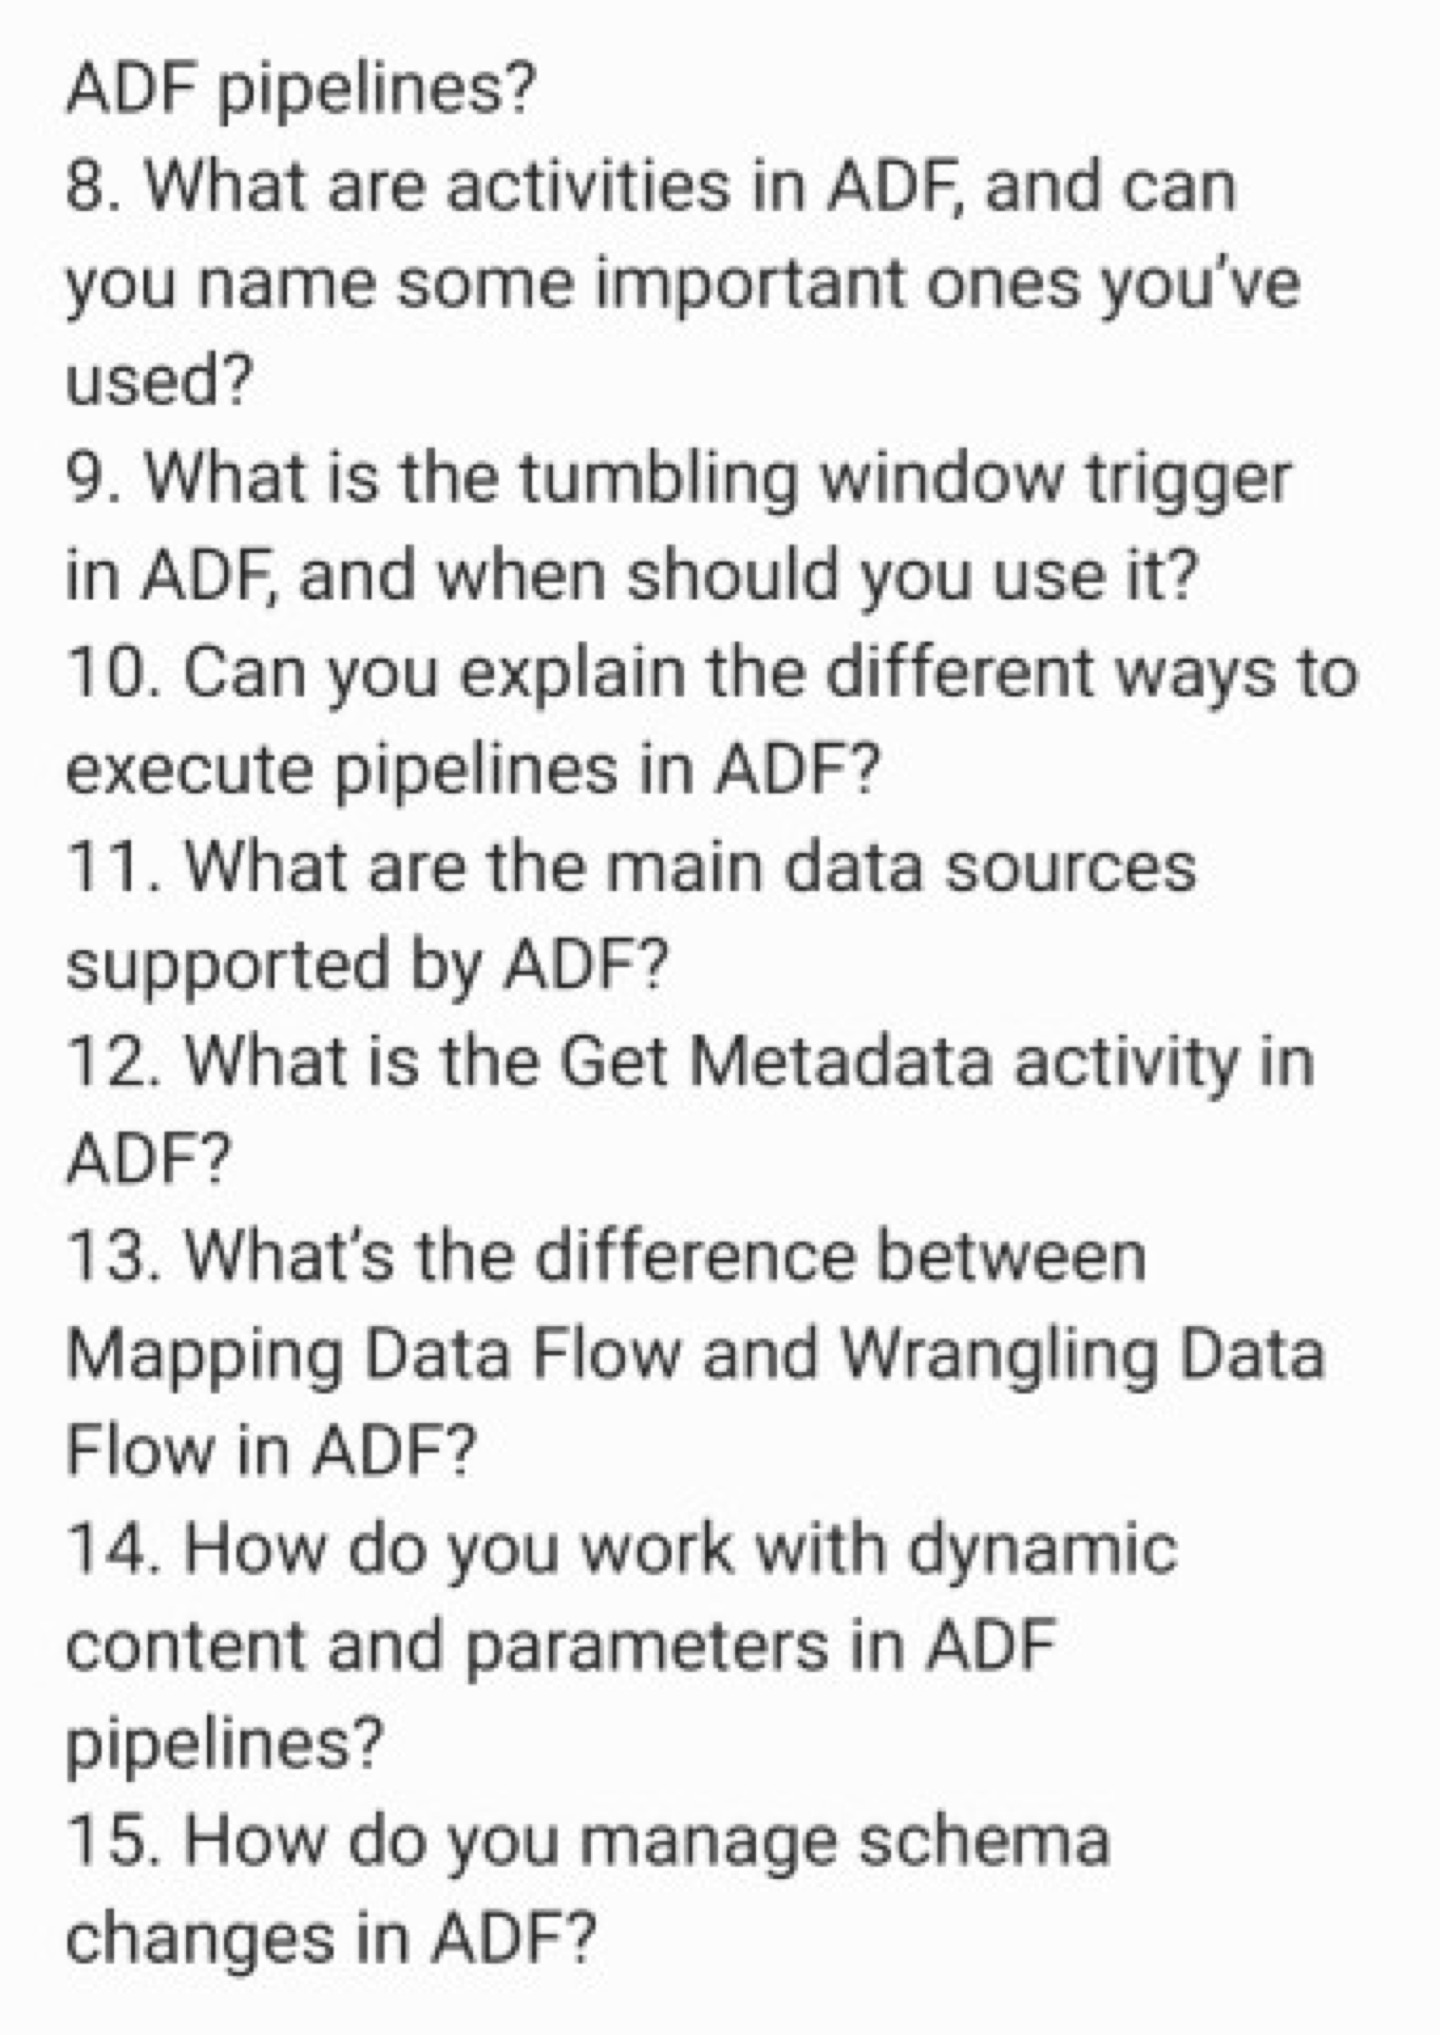 ADF pipelines?
8. What are activities in ADF, and can
you name some important ones you've
used?
9. What is the tumbling window trigger
in ADF, and when should you use it?
10. Can you explain the different ways to
execute pipelines in ADF?
11. What are the main data sources
supported by ADF?
12. What is the Get Metadata activity in
ADF?
13. What's the difference between
Mapping Data Flow and Wrangling Data
Flow in ADF?
14. How do you work with dynamic
content and parameters in ADF
pipelines?
15. How do you manage schema
changes in ADF?